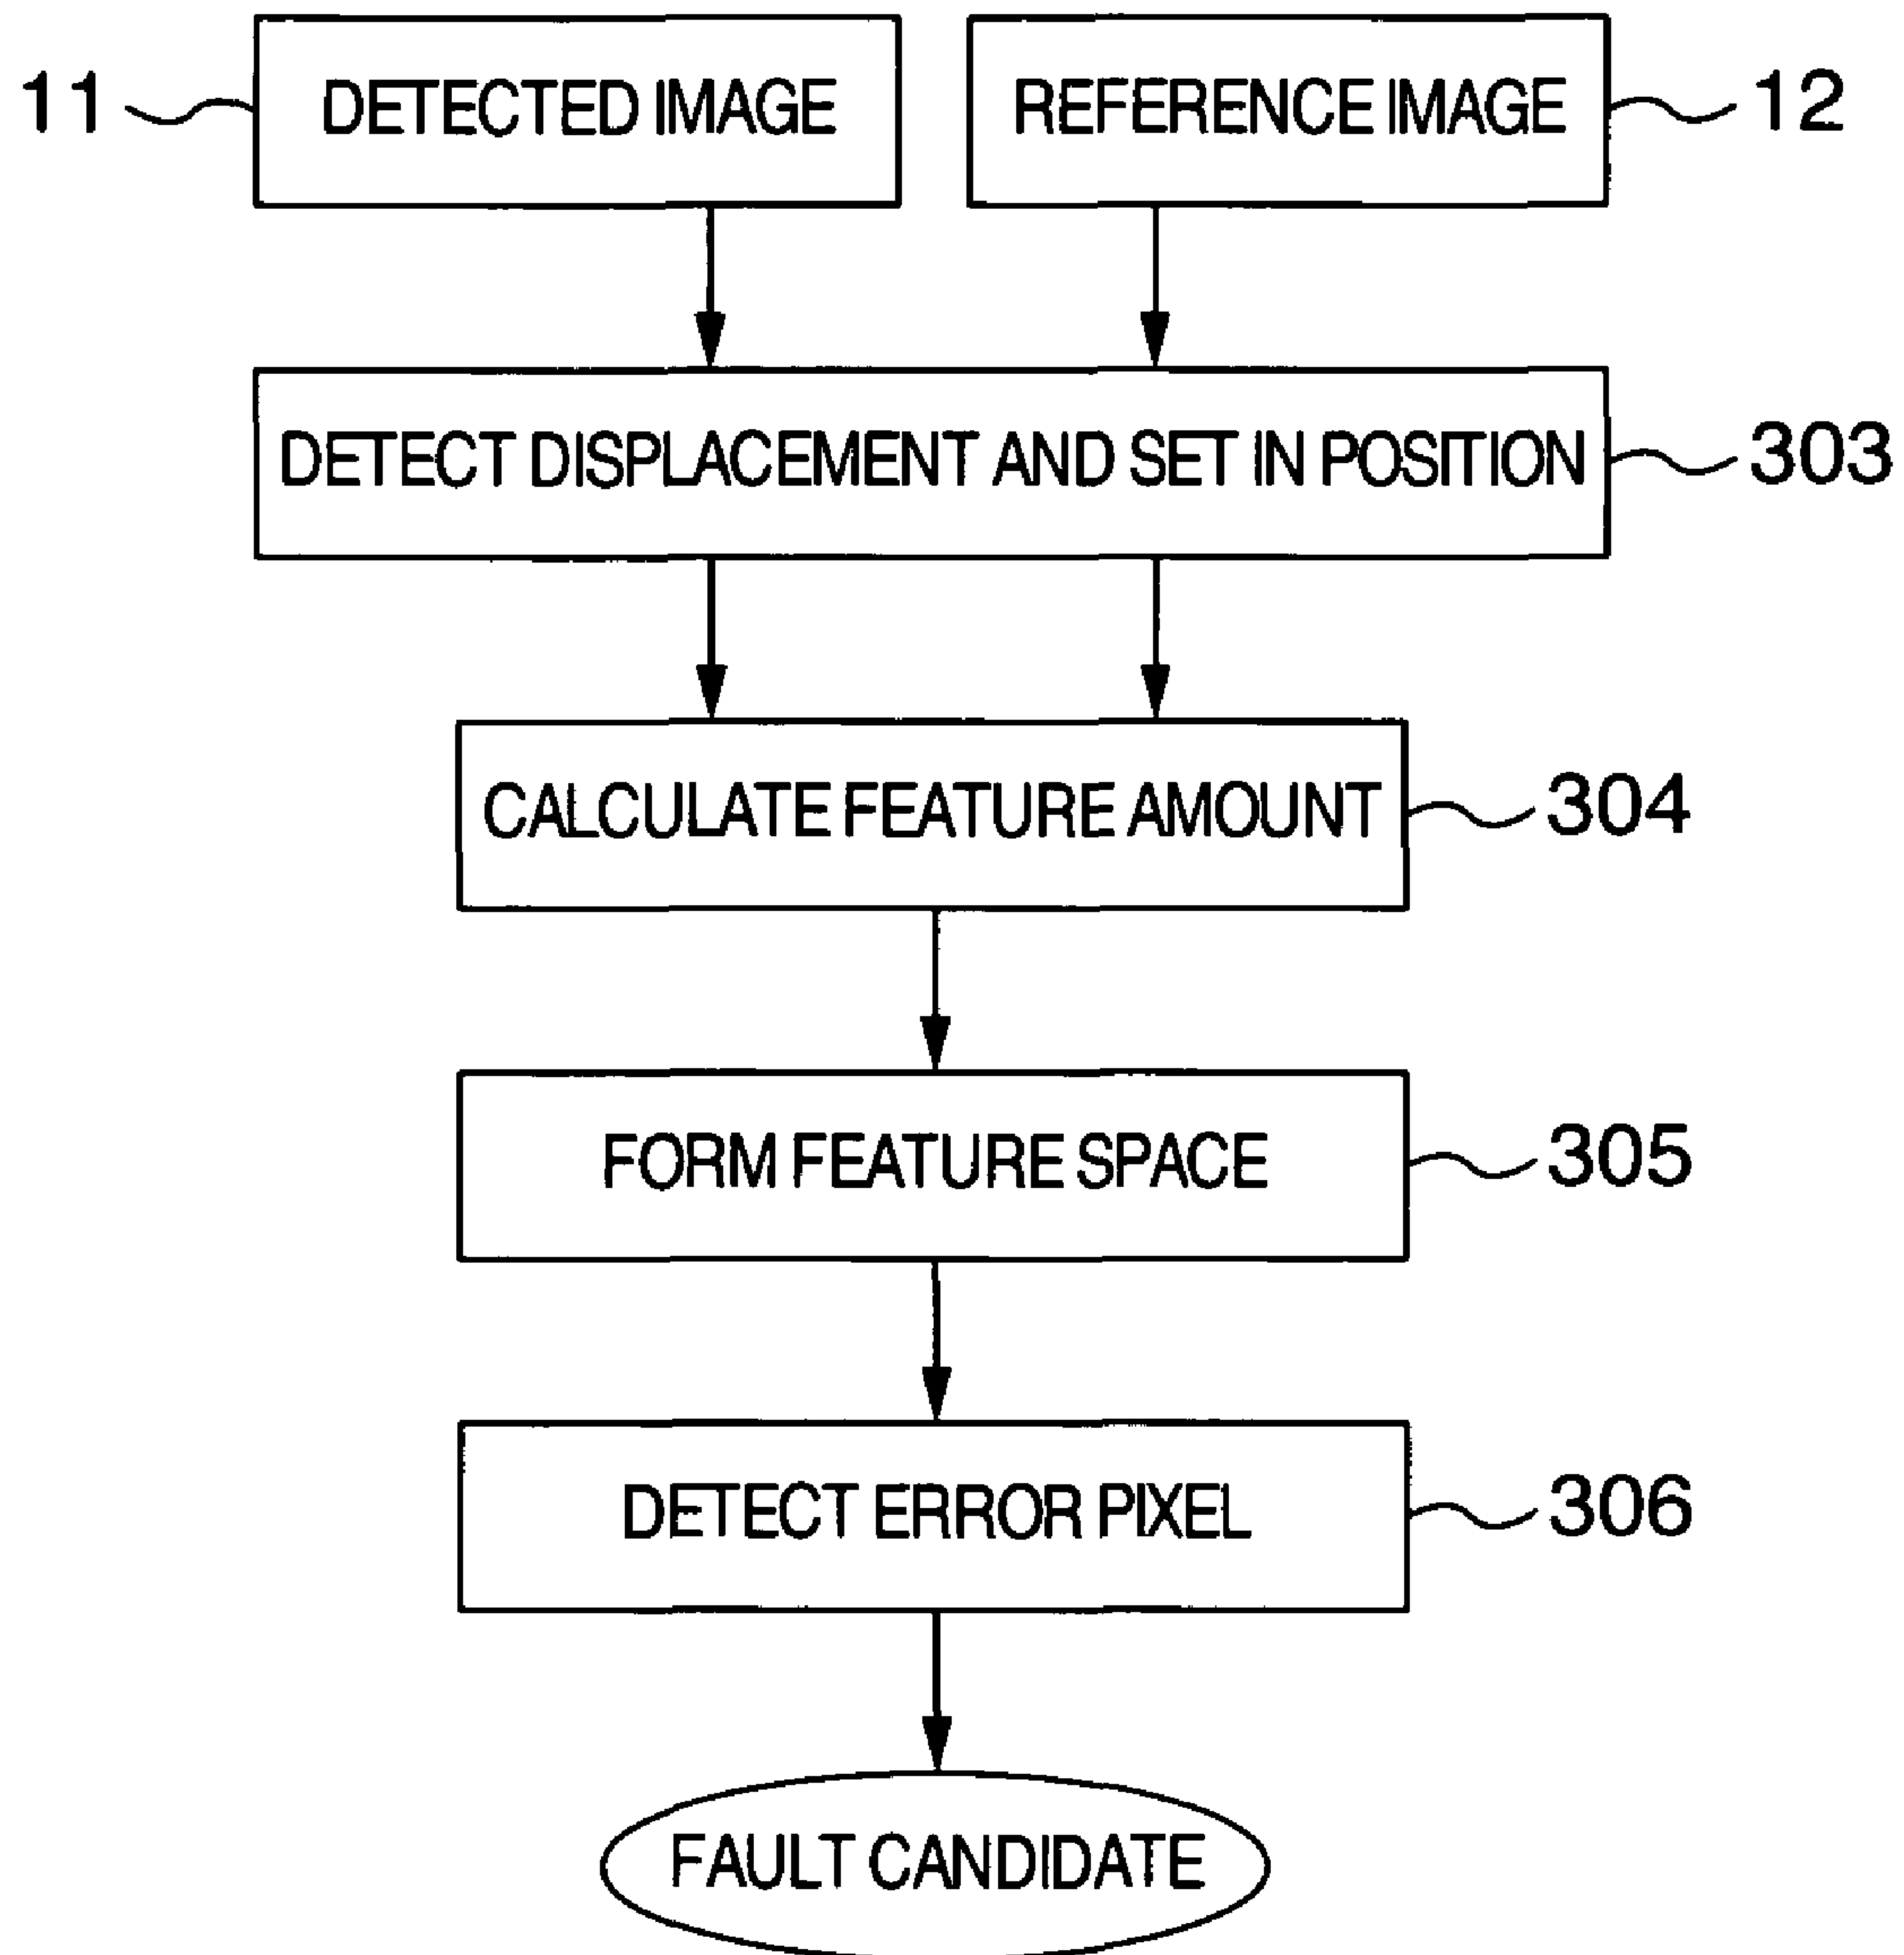 11 DETECTED IMAGE REFERENCE IMAGE 12
DETECT DISPLACEMENT AND SET IN POSITION 303
CALCULATE FEATURE AMOUNT 304
FORM FEATURE SPACE 305
DETECT ERROR PIXEL 306
FAULT CANDIDATE